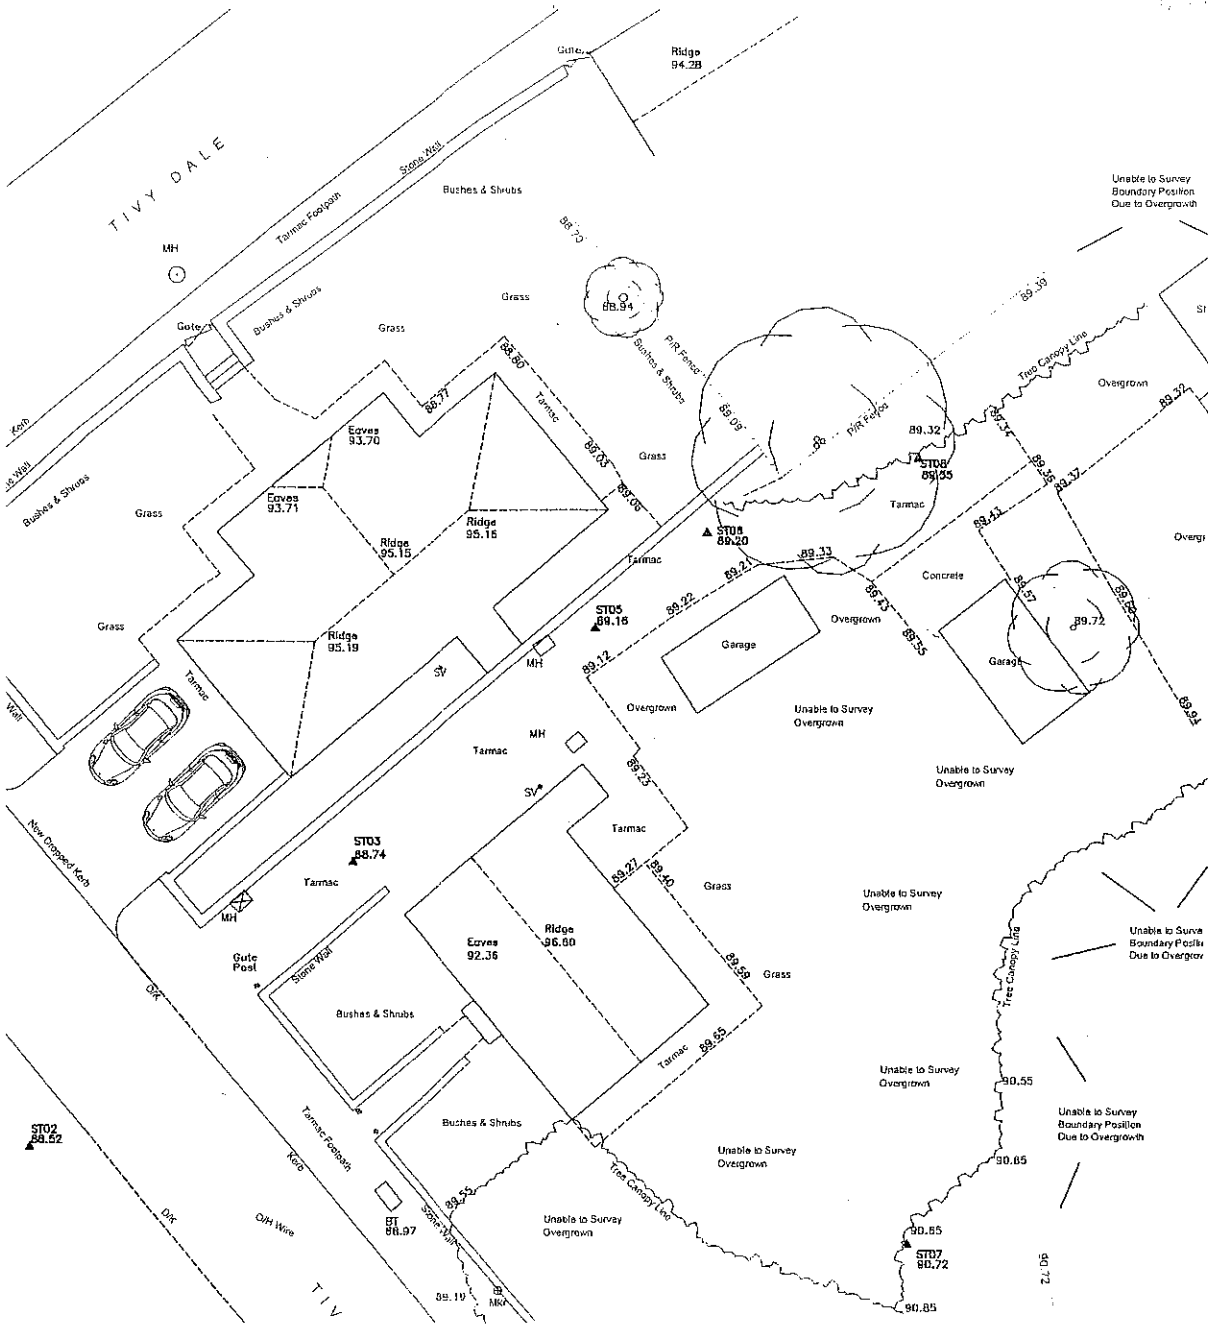 Gate
Ridge
94.28
TIVY DALE
Stone Wall
Tarmac Footpath
Bushes & Shrubs
Unable to Survey
Boundary Position
Due to Overgrowth
MH
88.70
88.94
Grass
Bushes & Shrubs
Gate
Grass
P/R Fence
Bushes & Shrubs
89.39
Tree Canopy Line
Overgrown
89.32
88.80
88.77
Tarmac
89.09
P/R Fence
89.32
89.34
Kerb
Eaves
93.70
Eaves
93.71
Grass
89.03
89.06
ST08
89.55
89.36
89.37
Bushes & Shrubs
Grass
Ridge
95.15
Ridge
95.16
ST06
89.20
Tarmac
89.43
Tarmac
89.21
89.33
Concrete
89.57
89.22
89.43
89.68
ST05
89.16
Overgrown
89.55
89.72
Grass
Ridge
95.19
SV
MH
89.12
Garage
Garage
Wall
Tarmac
Overgrown
Unable to Survey
Overgrown
89.94
MH
Tarmac
89.23
Unable to Survey
Overgrown
SV
New Dropped Kerb
ST03
88.74
Tarmac
Tarmac
89.27
89.40
Grass
Unable to Survey
Overgrown
MH
Gate
Post
Stone Wall
Eaves
92.36
Ridge
96.60
89.59
Grass
Tree Canopy Line
Unable to Surve
Boundary Positi
Due to Overgrow
D/K
Bushes & Shrubs
Tarmac
89.65
Unable to Survey
Overgrown
90.55
ST02
88.52
Tarmac Footpath
Kerb
Bushes & Shrubs
Unable to Survey
Boundary Position
Due to Overgrowth
90.85
Unable to Survey
Overgrown
Tree Canopy Line
89.55
D/K
O/H Wire
BT
88.97
Stone Wall
Unable to Survey
Overgrown
90.85
ST07
90.72
90.72
TIV
89.19
Mkr
90.85